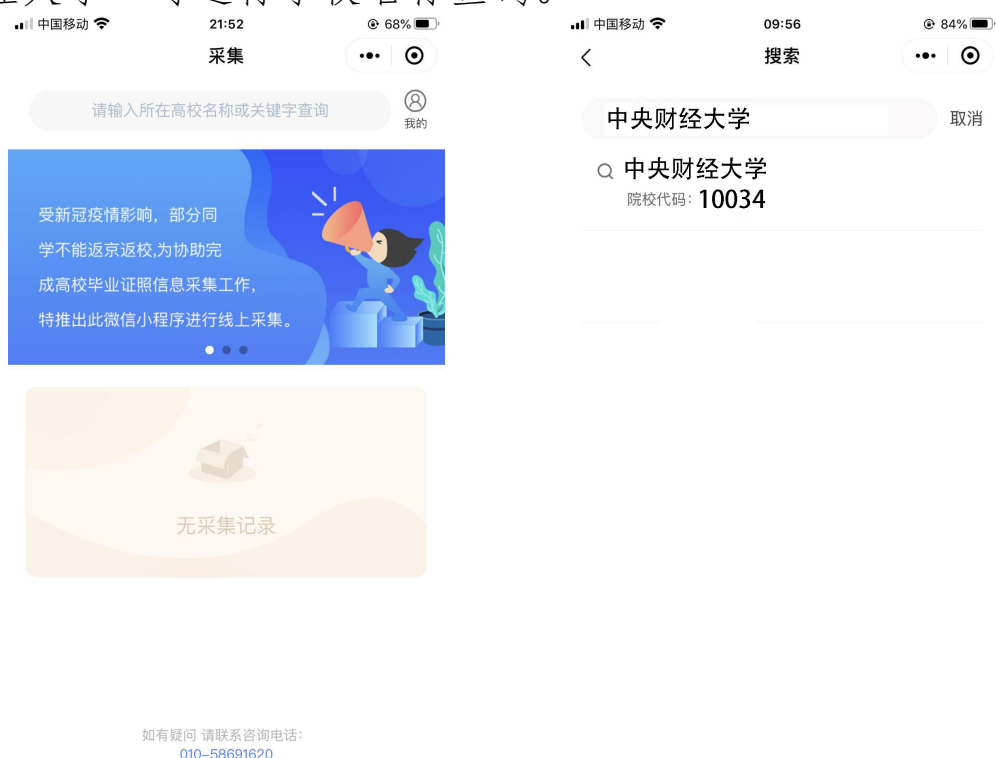 中国移动 21:52 68%
采集
请输入所在高校名称或关键字查询
我的
受新冠疫情影响，部分同
学不能返京返校,为协助完
成高校毕业证照信息采集工作，
特推出此微信小程序进行线上采集。
无采集记录
如有疑问 请联系咨询电话：
010-58691620
中国移动 09:56 84%
搜索
中央财经大学 取消
中央财经大学
院校代码：10034